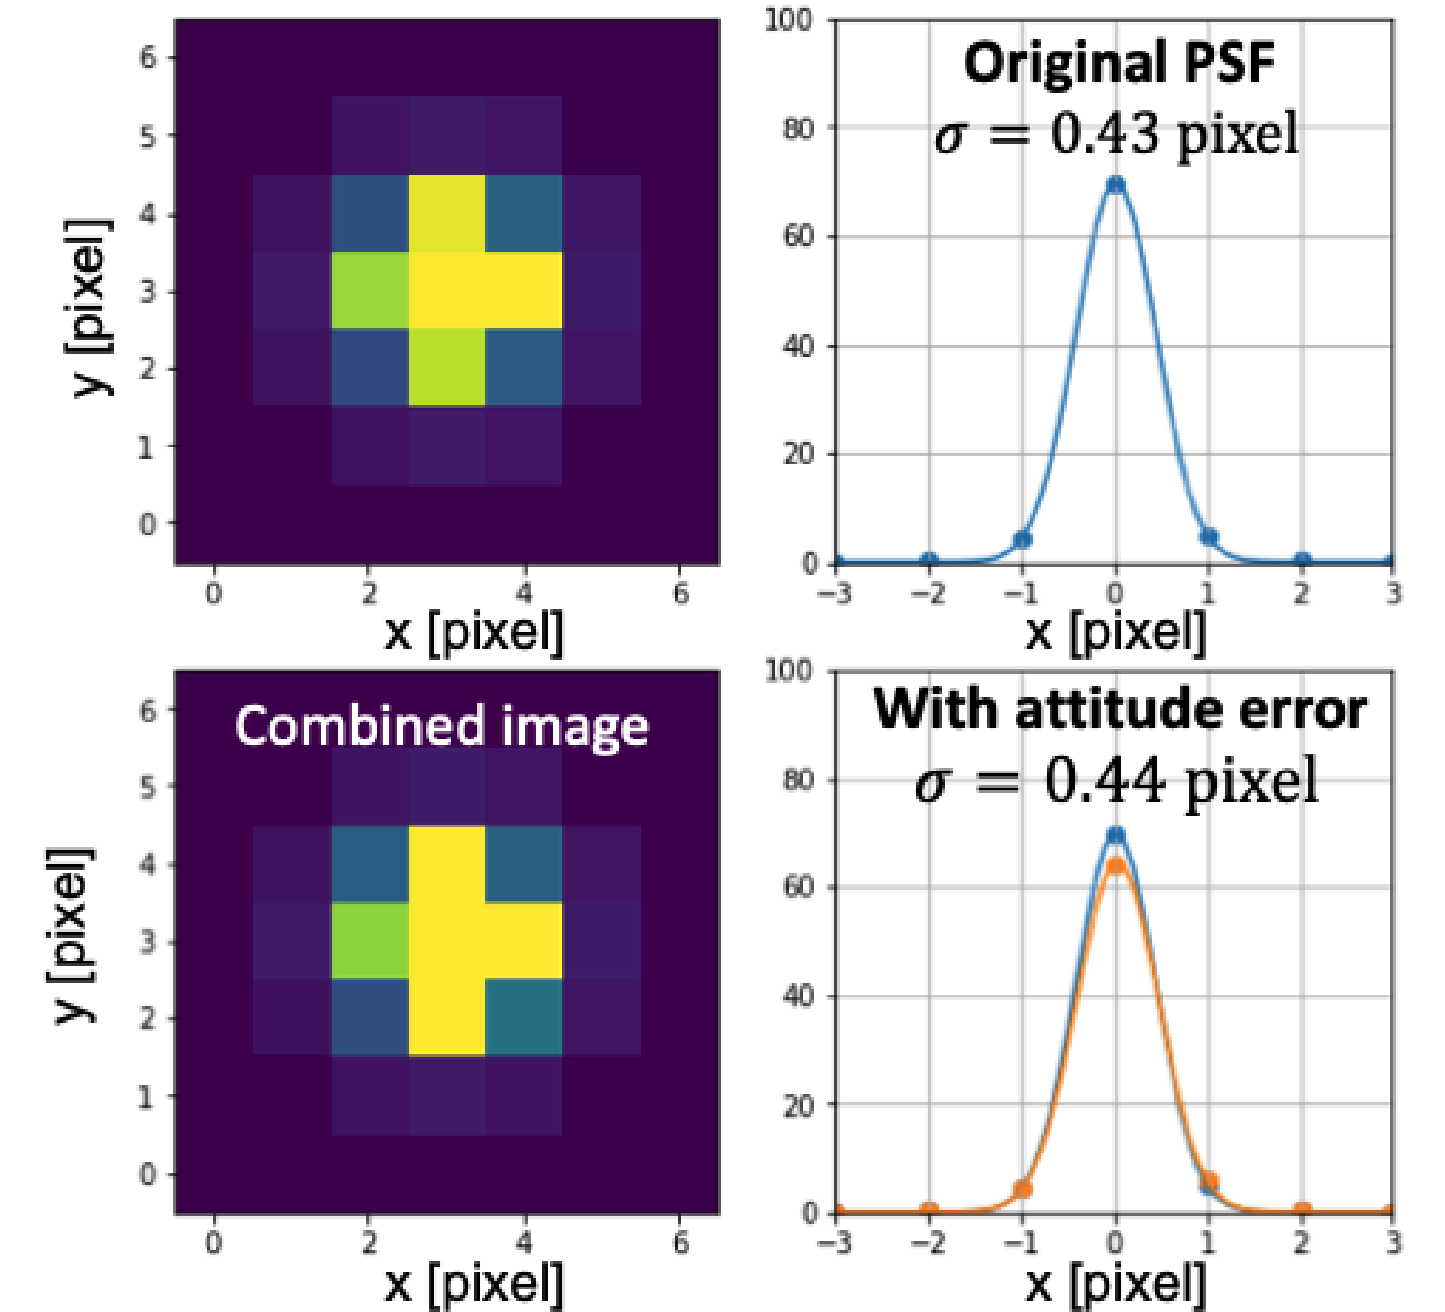 6
5
4
3
2
1
0
y [pixel]
0 2 4 6
x [pixel]
100
80
60
40
20
0
Original PSF
σ = 0.43 pixel
−3 −2 −1 0 1 2 3
x [pixel]
6
5
4
3
2
1
0
y [pixel]
Combined image
0 2 4 6
x [pixel]
100
80
60
40
20
0
With attitude error
σ = 0.44 pixel
−3 −2 −1 0 1 2 3
x [pixel]